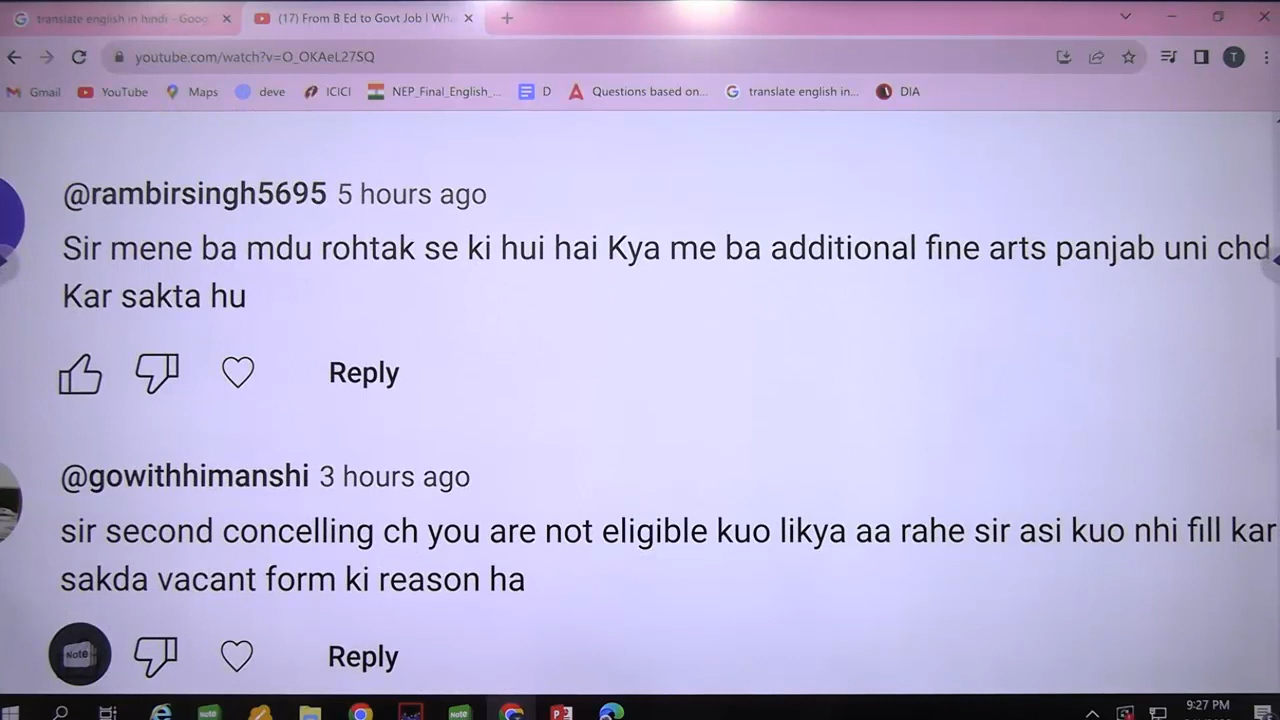 translate english in hindi - Goog
(17) From B Ed to Govt Job | Wh
youtube.com/watch?v=O_OKAeL27SQ
T
Gmail YouTube Maps deve ICICI NEP_Final_English_... D Questions based on... translate english in... DIA
@rambirsingh5695 5 hours ago
Sir mene ba mdu rohtak se ki hui hai Kya me ba additional fine arts panjab uni chd
Kar sakta hu
Reply
@gowithhimanshi 3 hours ago
sir second concelling ch you are not eligible kuo likya aa rahe sir asi kuo nhi fill kar
sakda vacant form ki reason ha
Note
Reply
Note Note
9:27 PM